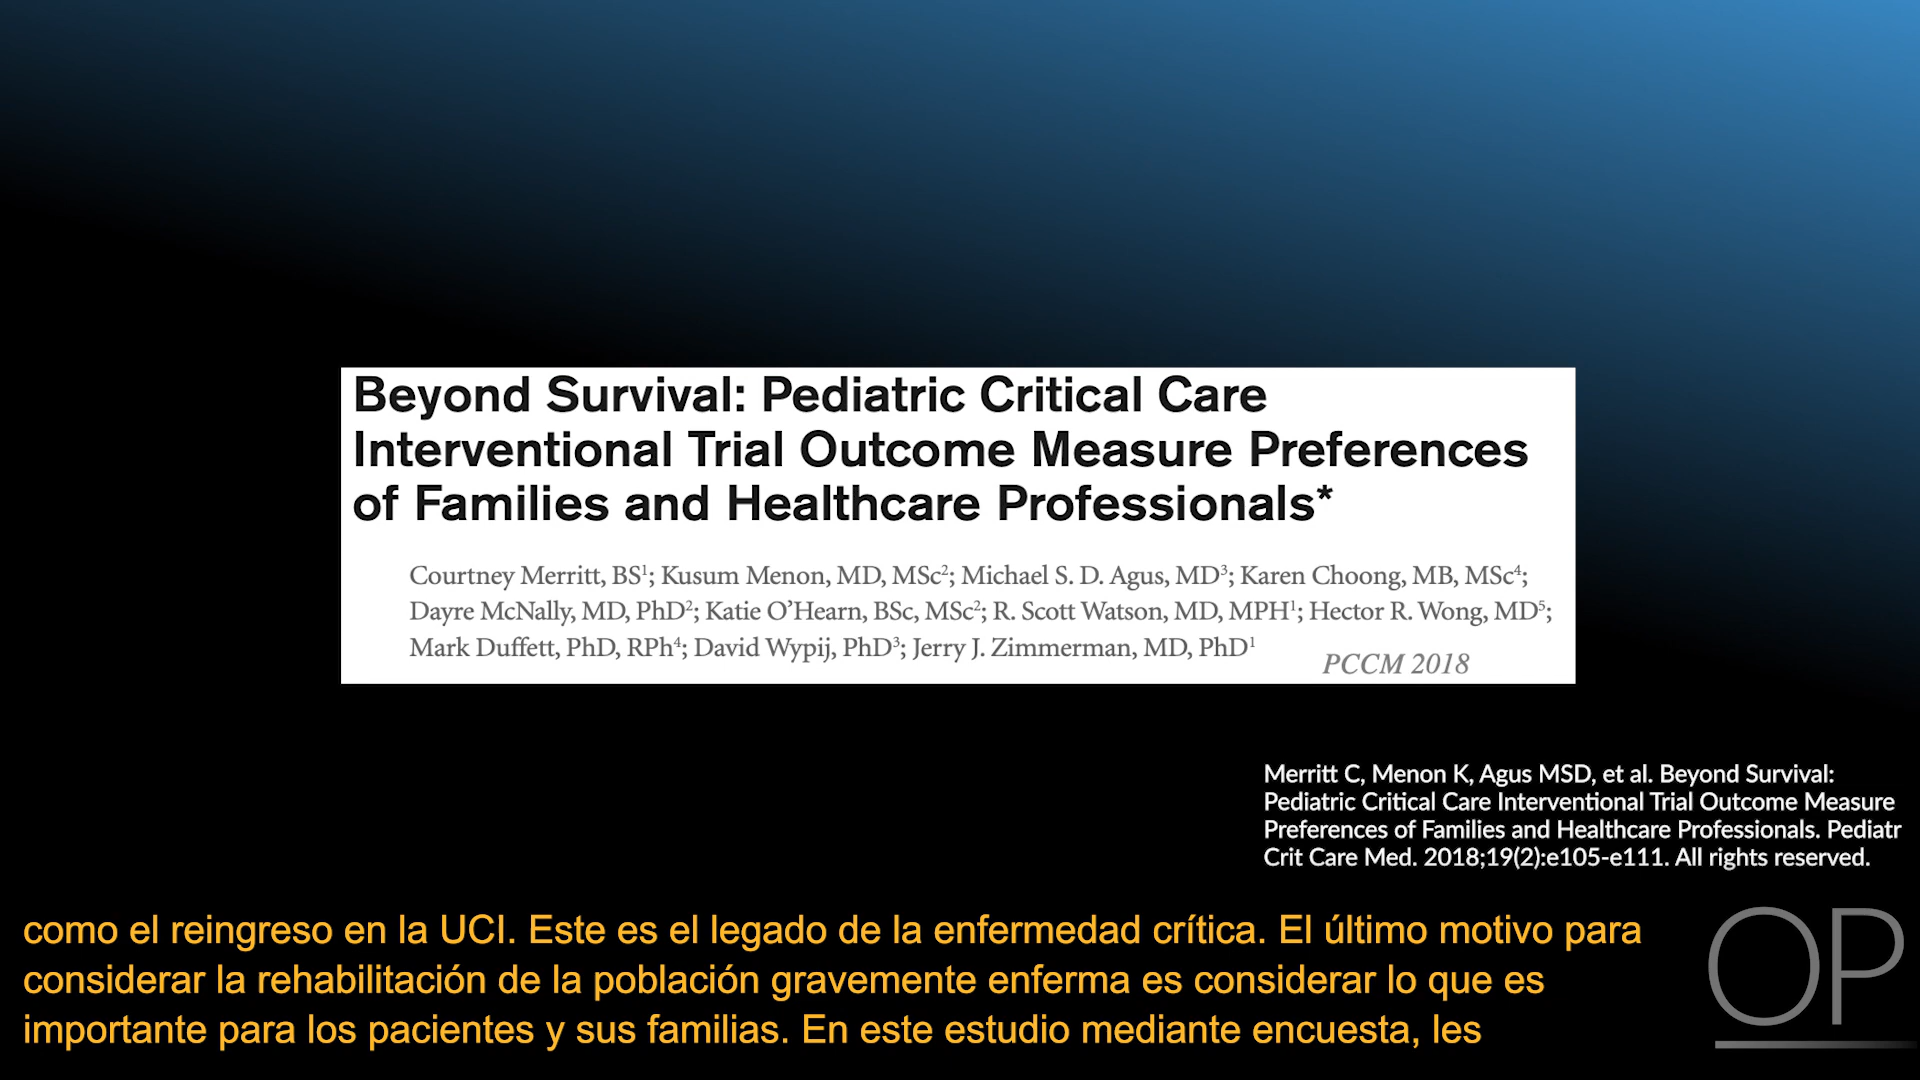 Beyond Survival: Pediatric Critical Care
Interventional Trial Outcome Measure Preferences
of Families and Healthcare Professionals*
Courtney Merritt, BS¹; Kusum Menon, MD, MSc²; Michael S. D. Agus, MD³; Karen Choong, MB, MSc⁴;
Dayre McNally, MD, PhD²; Katie O’Hearn, BSc, MSc²; R. Scott Watson, MD, MPH¹; Hector R. Wong, MD⁵;
Mark Duffett, PhD, RPh⁴; David Wypij, PhD³; Jerry J. Zimmerman, MD, PhD¹
PCCM 2018
Merritt C, Menon K, Agus MSD, et al. Beyond Survival:
Pediatric Critical Care Interventional Trial Outcome Measure
Preferences of Families and Healthcare Professionals. Pediatr
Crit Care Med. 2018;19(2):e105-e111. All rights reserved.
como el reingreso en la UCI. Este es el legado de la enfermedad crítica. El último motivo para
considerar la rehabilitación de la población gravemente enferma es considerar lo que es
importante para los pacientes y sus familias. En este estudio mediante encuesta, les
OP